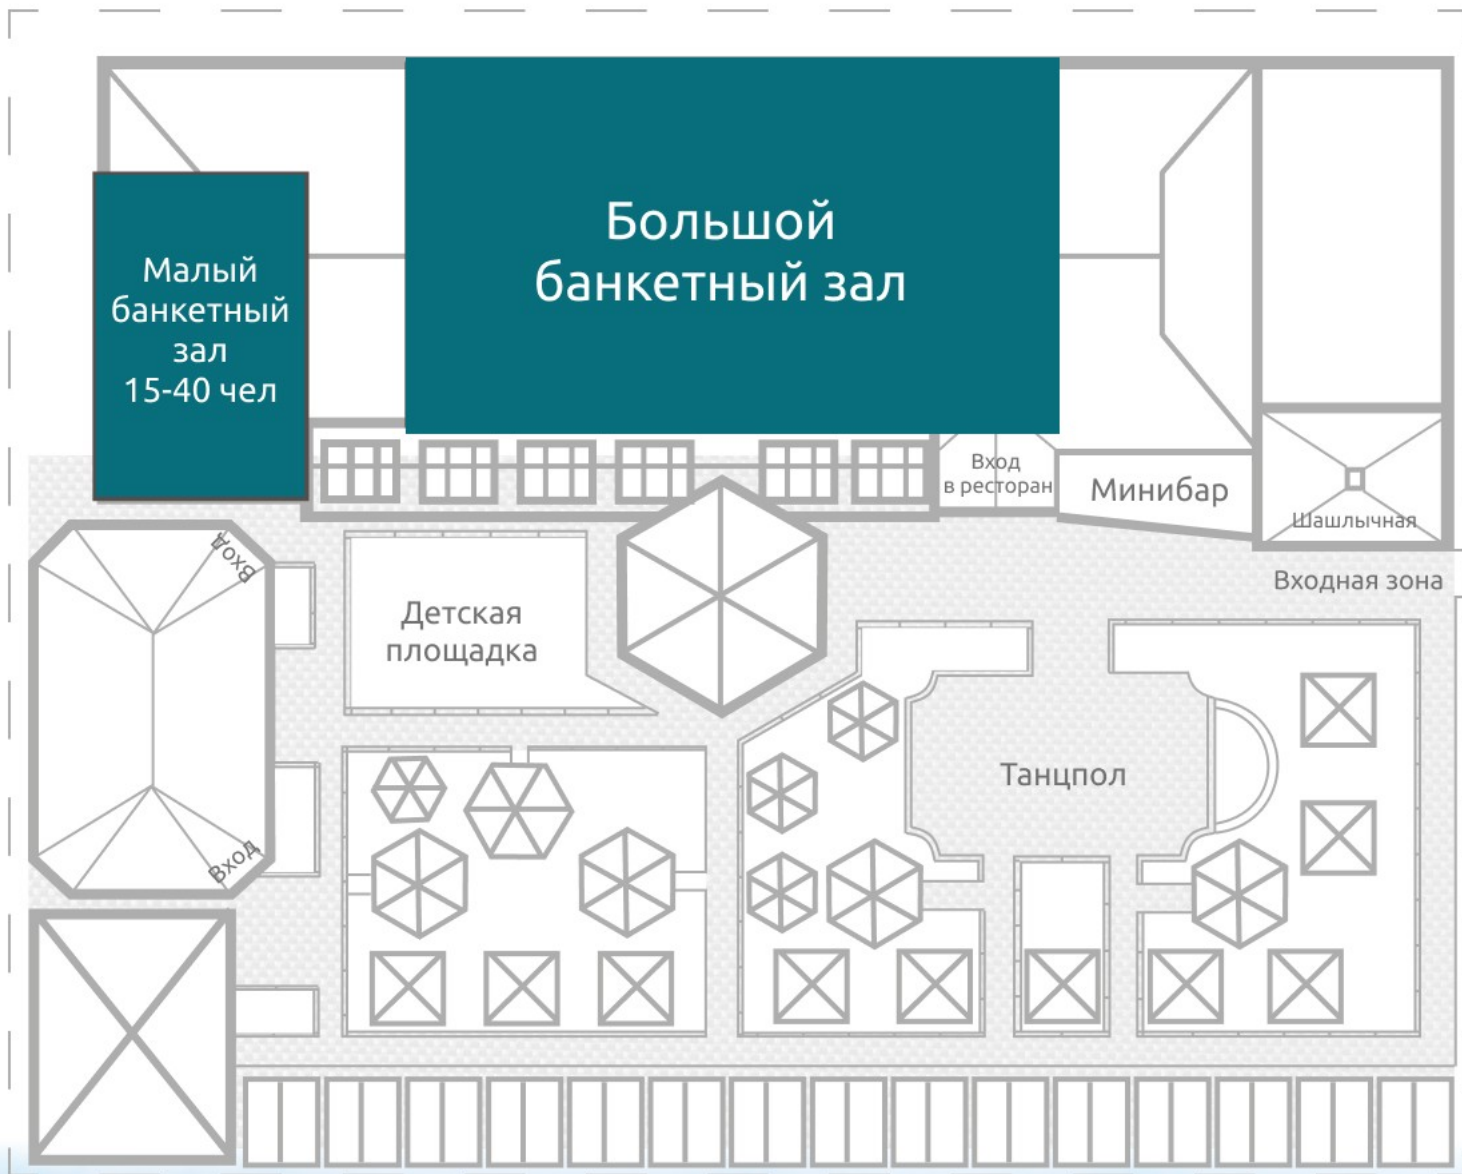 Большой
банкетный зал
Малый
банкетный
зал
15-40 чел
Вход
в ресторан
Минибар
Шашлычная
Входная зона
Вход
Детская
площадка
Танцпол
Вход